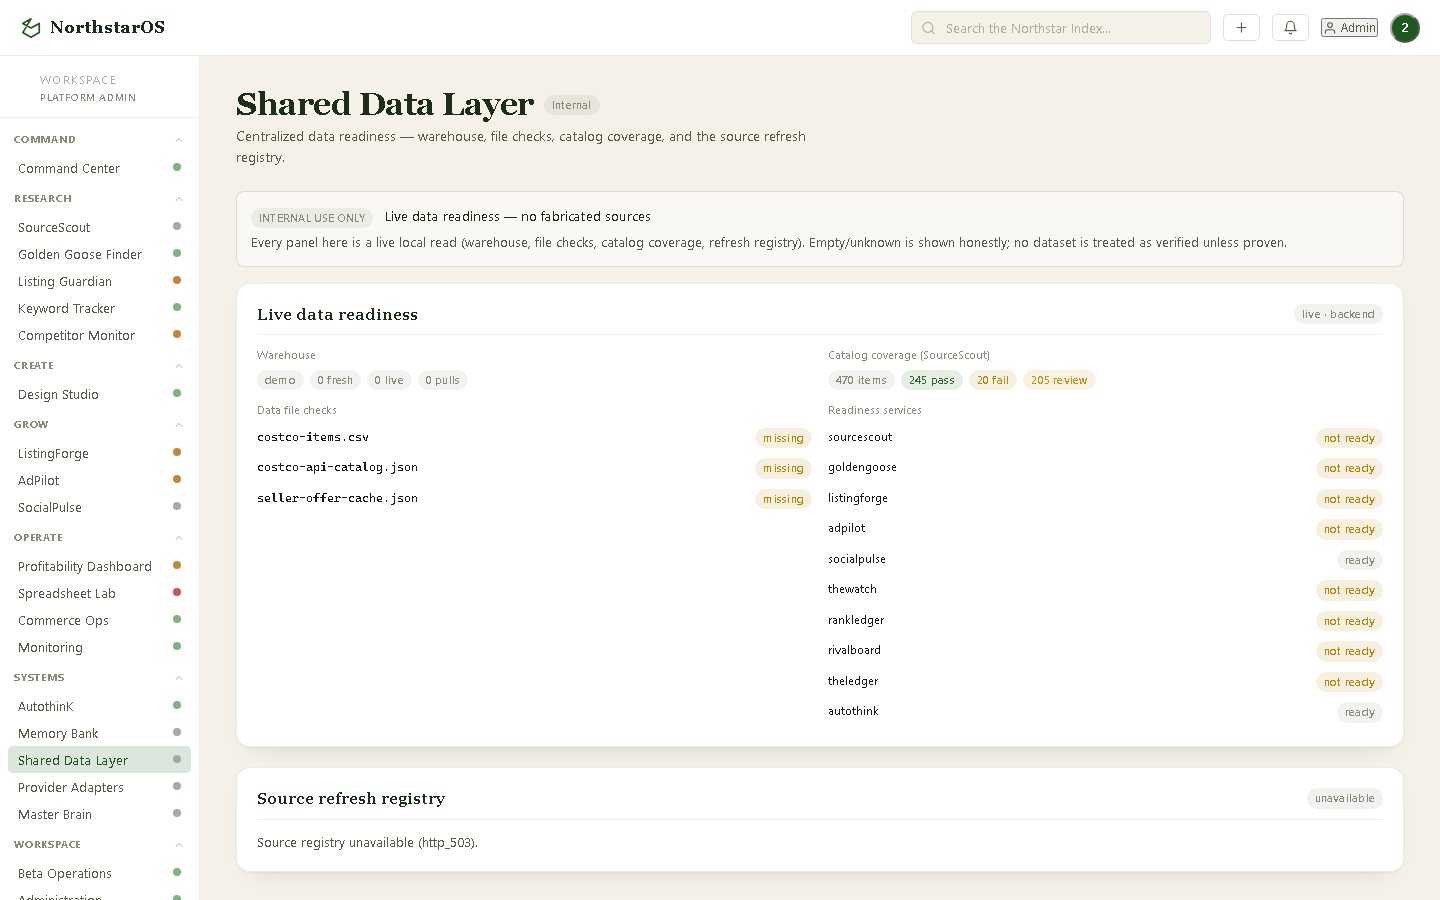 NorthstarOS
Search the Northstar Index...
Admin
2
WORKSPACE
PLATFORM ADMIN
COMMAND
Command Center
RESEARCH
SourceScout
Golden Goose Finder
Listing Guardian
Keyword Tracker
Competitor Monitor
CREATE
Design Studio
GROW
ListingForge
AdPilot
SocialPulse
OPERATE
Profitability Dashboard
Spreadsheet Lab
Commerce Ops
Monitoring
SYSTEMS
AutothinK
Memory Bank
Shared Data Layer
Provider Adapters
Master Brain
WORKSPACE
Beta Operations
Administration
Shared Data Layer Internal
Centralized data readiness — warehouse, file checks, catalog coverage, and the source refresh
registry.
INTERNAL USE ONLY Live data readiness — no fabricated sources
Every panel here is a live local read (warehouse, file checks, catalog coverage, refresh registry). Empty/unknown is shown honestly; no dataset is treated as verified unless proven.
Live data readiness live · backend
Warehouse
demo 0 fresh 0 live 0 pulls
Data file checks
costco-items.csv missing
costco-api-catalog.json missing
seller-offer-cache.json missing
Catalog coverage (SourceScout)
470 items 245 pass 20 fail 205 review
Readiness services
sourcescout not ready
goldengoose not ready
listingforge not ready
adpilot not ready
socialpulse ready
thewatch not ready
rankledger not ready
rivalboard not ready
theledger not ready
autothink ready
Source refresh registry unavailable
Source registry unavailable (http_503).